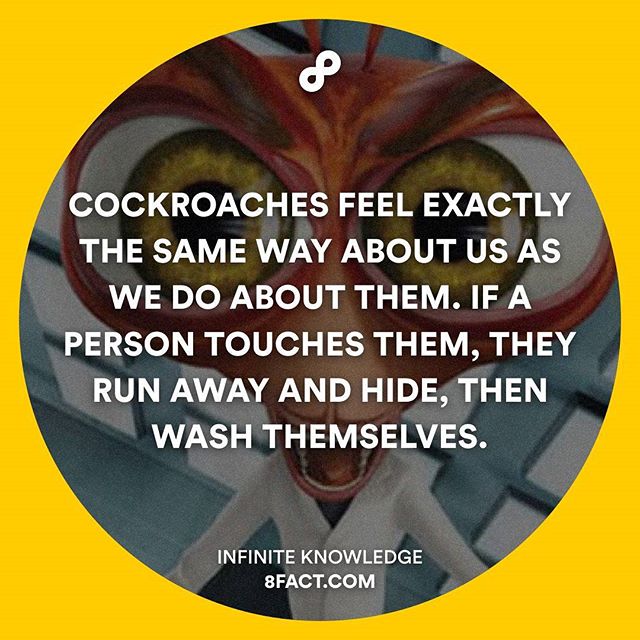 COCKROACHES FEEL EXACTLY
THE SAME WAY ABOUT US AS
WE DO ABOUT THEM. IF A
PERSON TOUCHES THEM, THEY
RUN AWAY AND HIDE, THEN
WASH THEMSELVES.
INFINITE KNOWLEDGE
8FACT.COM